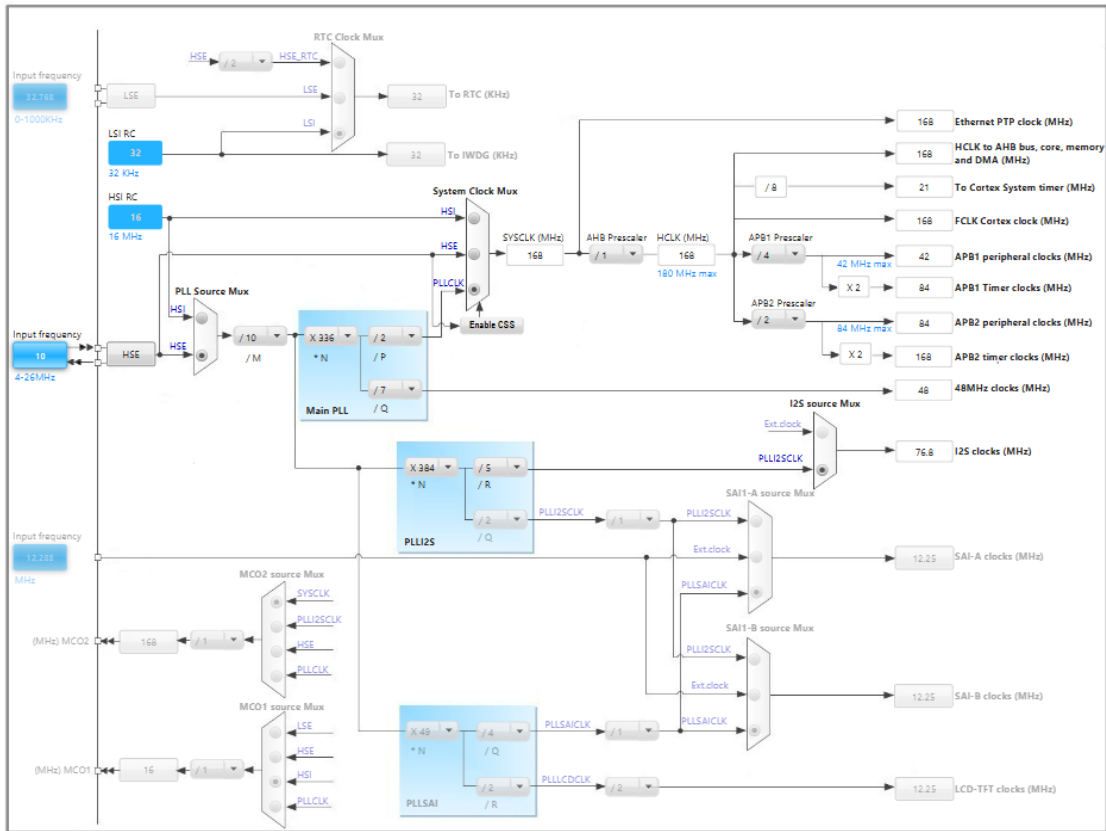 RTC Clock Mux
HSE
/ 2
HSE_RTC
Input frequency
32.768
0-1000KHz
LSE
LSE
32
To RTC (KHz)
LSI RC
LSI
32
32 KHz
32
To IWDG (KHz)
168
Ethernet PTP clock (MHz)
168
HCLK to AHB bus, core, memory
and DMA (MHz)
HSI RC
16
16 MHz
System Clock Mux
HSI
/ 8
21
To Cortex System timer (MHz)
168
FCLK Cortex clock (MHz)
HSE
SYSCLK (MHz)
168
AHB Prescaler
/ 1
HCLK (MHz)
168
180 MHz max
APB1 Prescaler
/ 4
42 MHz max
42
APB1 peripheral clocks (MHz)
X 2
84
APB1 Timer clocks (MHz)
PLLCLK
Enable CSS
PLL Source Mux
HSI
HSE
APB2 Prescaler
/ 2
84 MHz max
84
APB2 peripheral clocks (MHz)
X 2
168
APB2 timer clocks (MHz)
Input frequency
10
4-26MHz
HSE
/ 10
/ M
X 336
* N
/ 2
/ P
/ 7
/ Q
Main PLL
48
48MHz clocks (MHz)
I2S source Mux
Ext.clock
PLLI2SCLK
76.8
I2S clocks (MHz)
X 384
* N
/ 5
/ R
/ 2
/ Q
PLLI2S
PLLI2SCLK
/ 1
SAI1-A source Mux
PLLI2SCLK
Ext.clock
PLLSAICLK
12.25
SAI-A clocks (MHz)
Input frequency
12.288
MHz
MCO2 source Mux
SYSCLK
PLLI2SCLK
HSE
PLLCLK
(MHz) MCO2
168
/ 1
SAI1-B source Mux
PLLI2SCLK
Ext.clock
PLLSAICLK
12.25
SAI-B clocks (MHz)
MCO1 source Mux
LSE
HSE
HSI
PLLCLK
(MHz) MCO1
16
/ 1
X 49
* N
/ 4
/ Q
/ 2
/ R
PLLSAI
PLLSAICLK
/ 1
PLLLCDCLK
/ 2
12.25
LCD-TFT clocks (MHz)